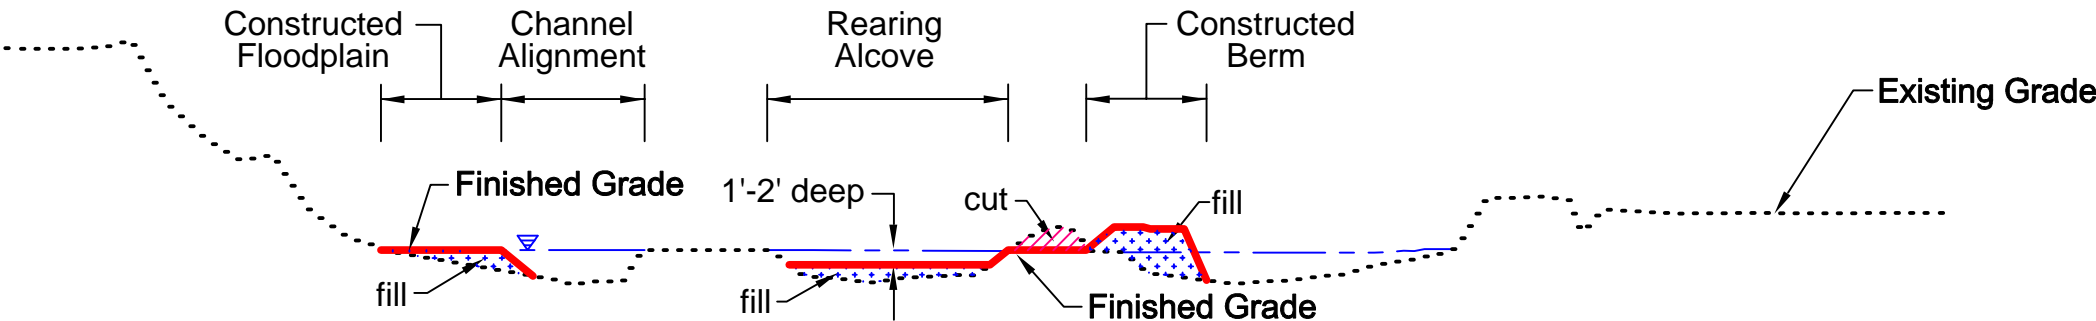 Constructed
Floodplain
Channel
Alignment
Rearing
Alcove
Constructed
Berm
Existing Grade
Finished Grade
1'-2' deep
cut
fill
fill
fill
Finished Grade